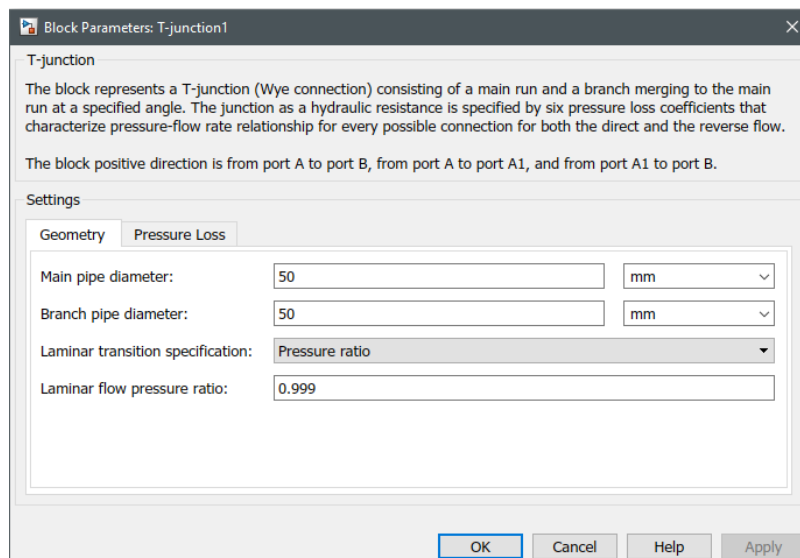 Block Parameters: T-junction1
T-junction
The block represents a T-junction (Wye connection) consisting of a main run and a branch merging to the main
run at a specified angle. The junction as a hydraulic resistance is specified by six pressure loss coefficients that
characterize pressure-flow rate relationship for every possible connection for both the direct and the reverse flow.
The block positive direction is from port A to port B, from port A to port A1, and from port A1 to port B.
Settings
Geometry Pressure Loss
Main pipe diameter: 50 mm
Branch pipe diameter: 50 mm
Laminar transition specification: Pressure ratio
Laminar flow pressure ratio: 0.999
OK Cancel Help Apply